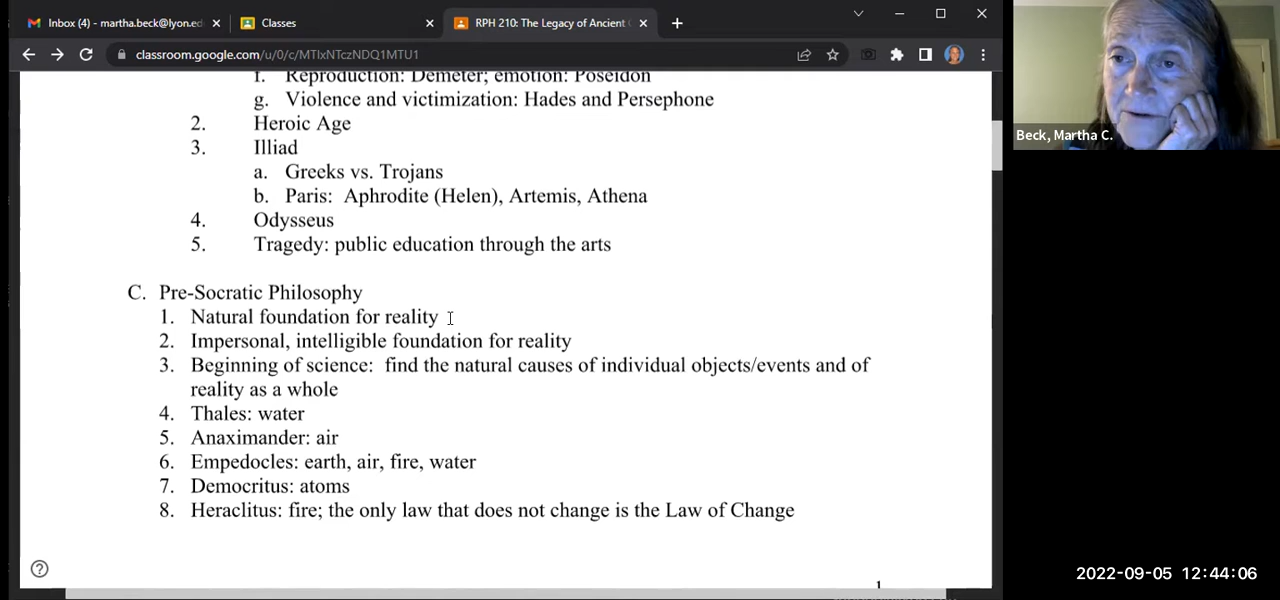 Inbox (4) - martha.beck@lyon.ed
Classes
RPH 210: The Legacy of Ancient
classroom.google.com/u/0/c/MTIxNTczNDQ1MTU1
f. Reproduction: Demeter; emotion: Poseidon
g. Violence and victimization: Hades and Persephone
2. Heroic Age
3. Illiad
a. Greeks vs. Trojans
b. Paris: Aphrodite (Helen), Artemis, Athena
4. Odysseus
5. Tragedy: public education through the arts
C. Pre-Socratic Philosophy
1. Natural foundation for reality
2. Impersonal, intelligible foundation for reality
3. Beginning of science: find the natural causes of individual objects/events and of
reality as a whole
4. Thales: water
5. Anaximander: air
6. Empedocles: earth, air, fire, water
7. Democritus: atoms
8. Heraclitus: fire; the only law that does not change is the Law of Change
1
Beck, Martha C.
2022-09-05 12:44:06